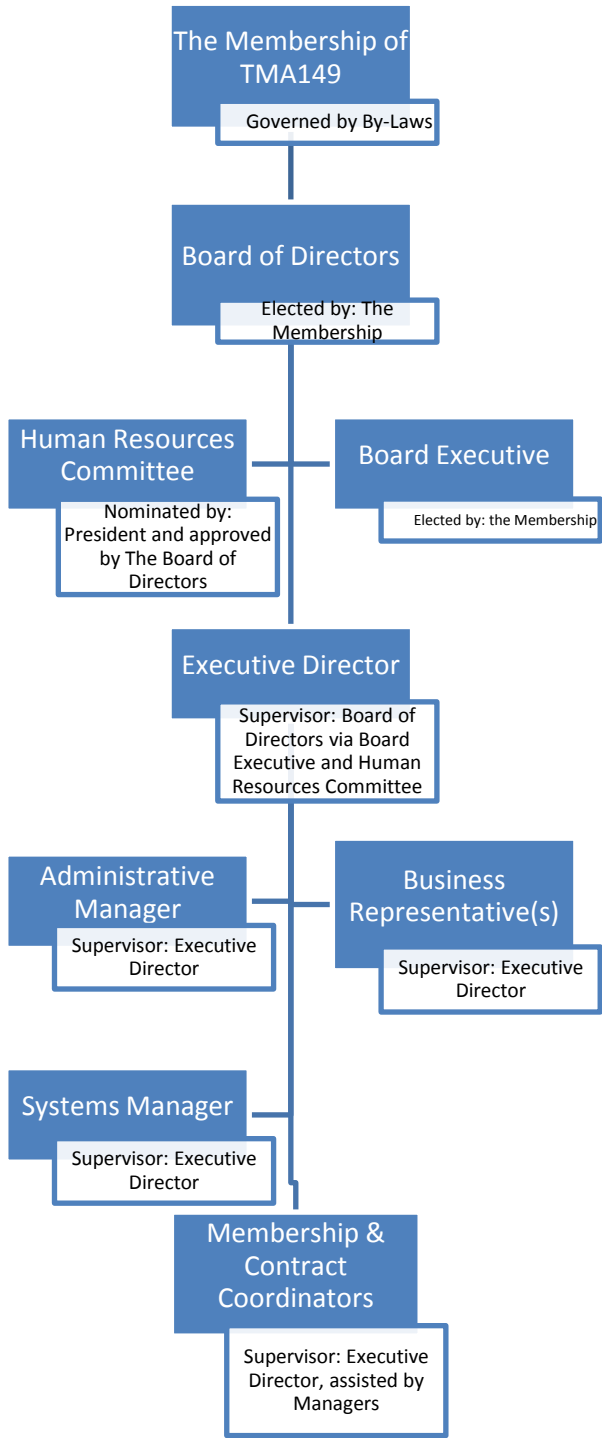 The Membership of
TMA149
Governed by By-Laws
Board of Directors
Elected by: The
Membership
Human Resources
Committee
Nominated by:
President and approved
by The Board of
Directors
Board Executive
Elected by: the Membership
Executive Director
Supervisor: Board of
Directors via Board
Executive and Human
Resources Committee
Administrative
Manager
Supervisor: Executive
Director
Business
Representative(s)
Supervisor: Executive
Director
Systems Manager
Supervisor: Executive
Director
Membership &
Contract
Coordinators
Supervisor: Executive
Director, assisted by
Managers